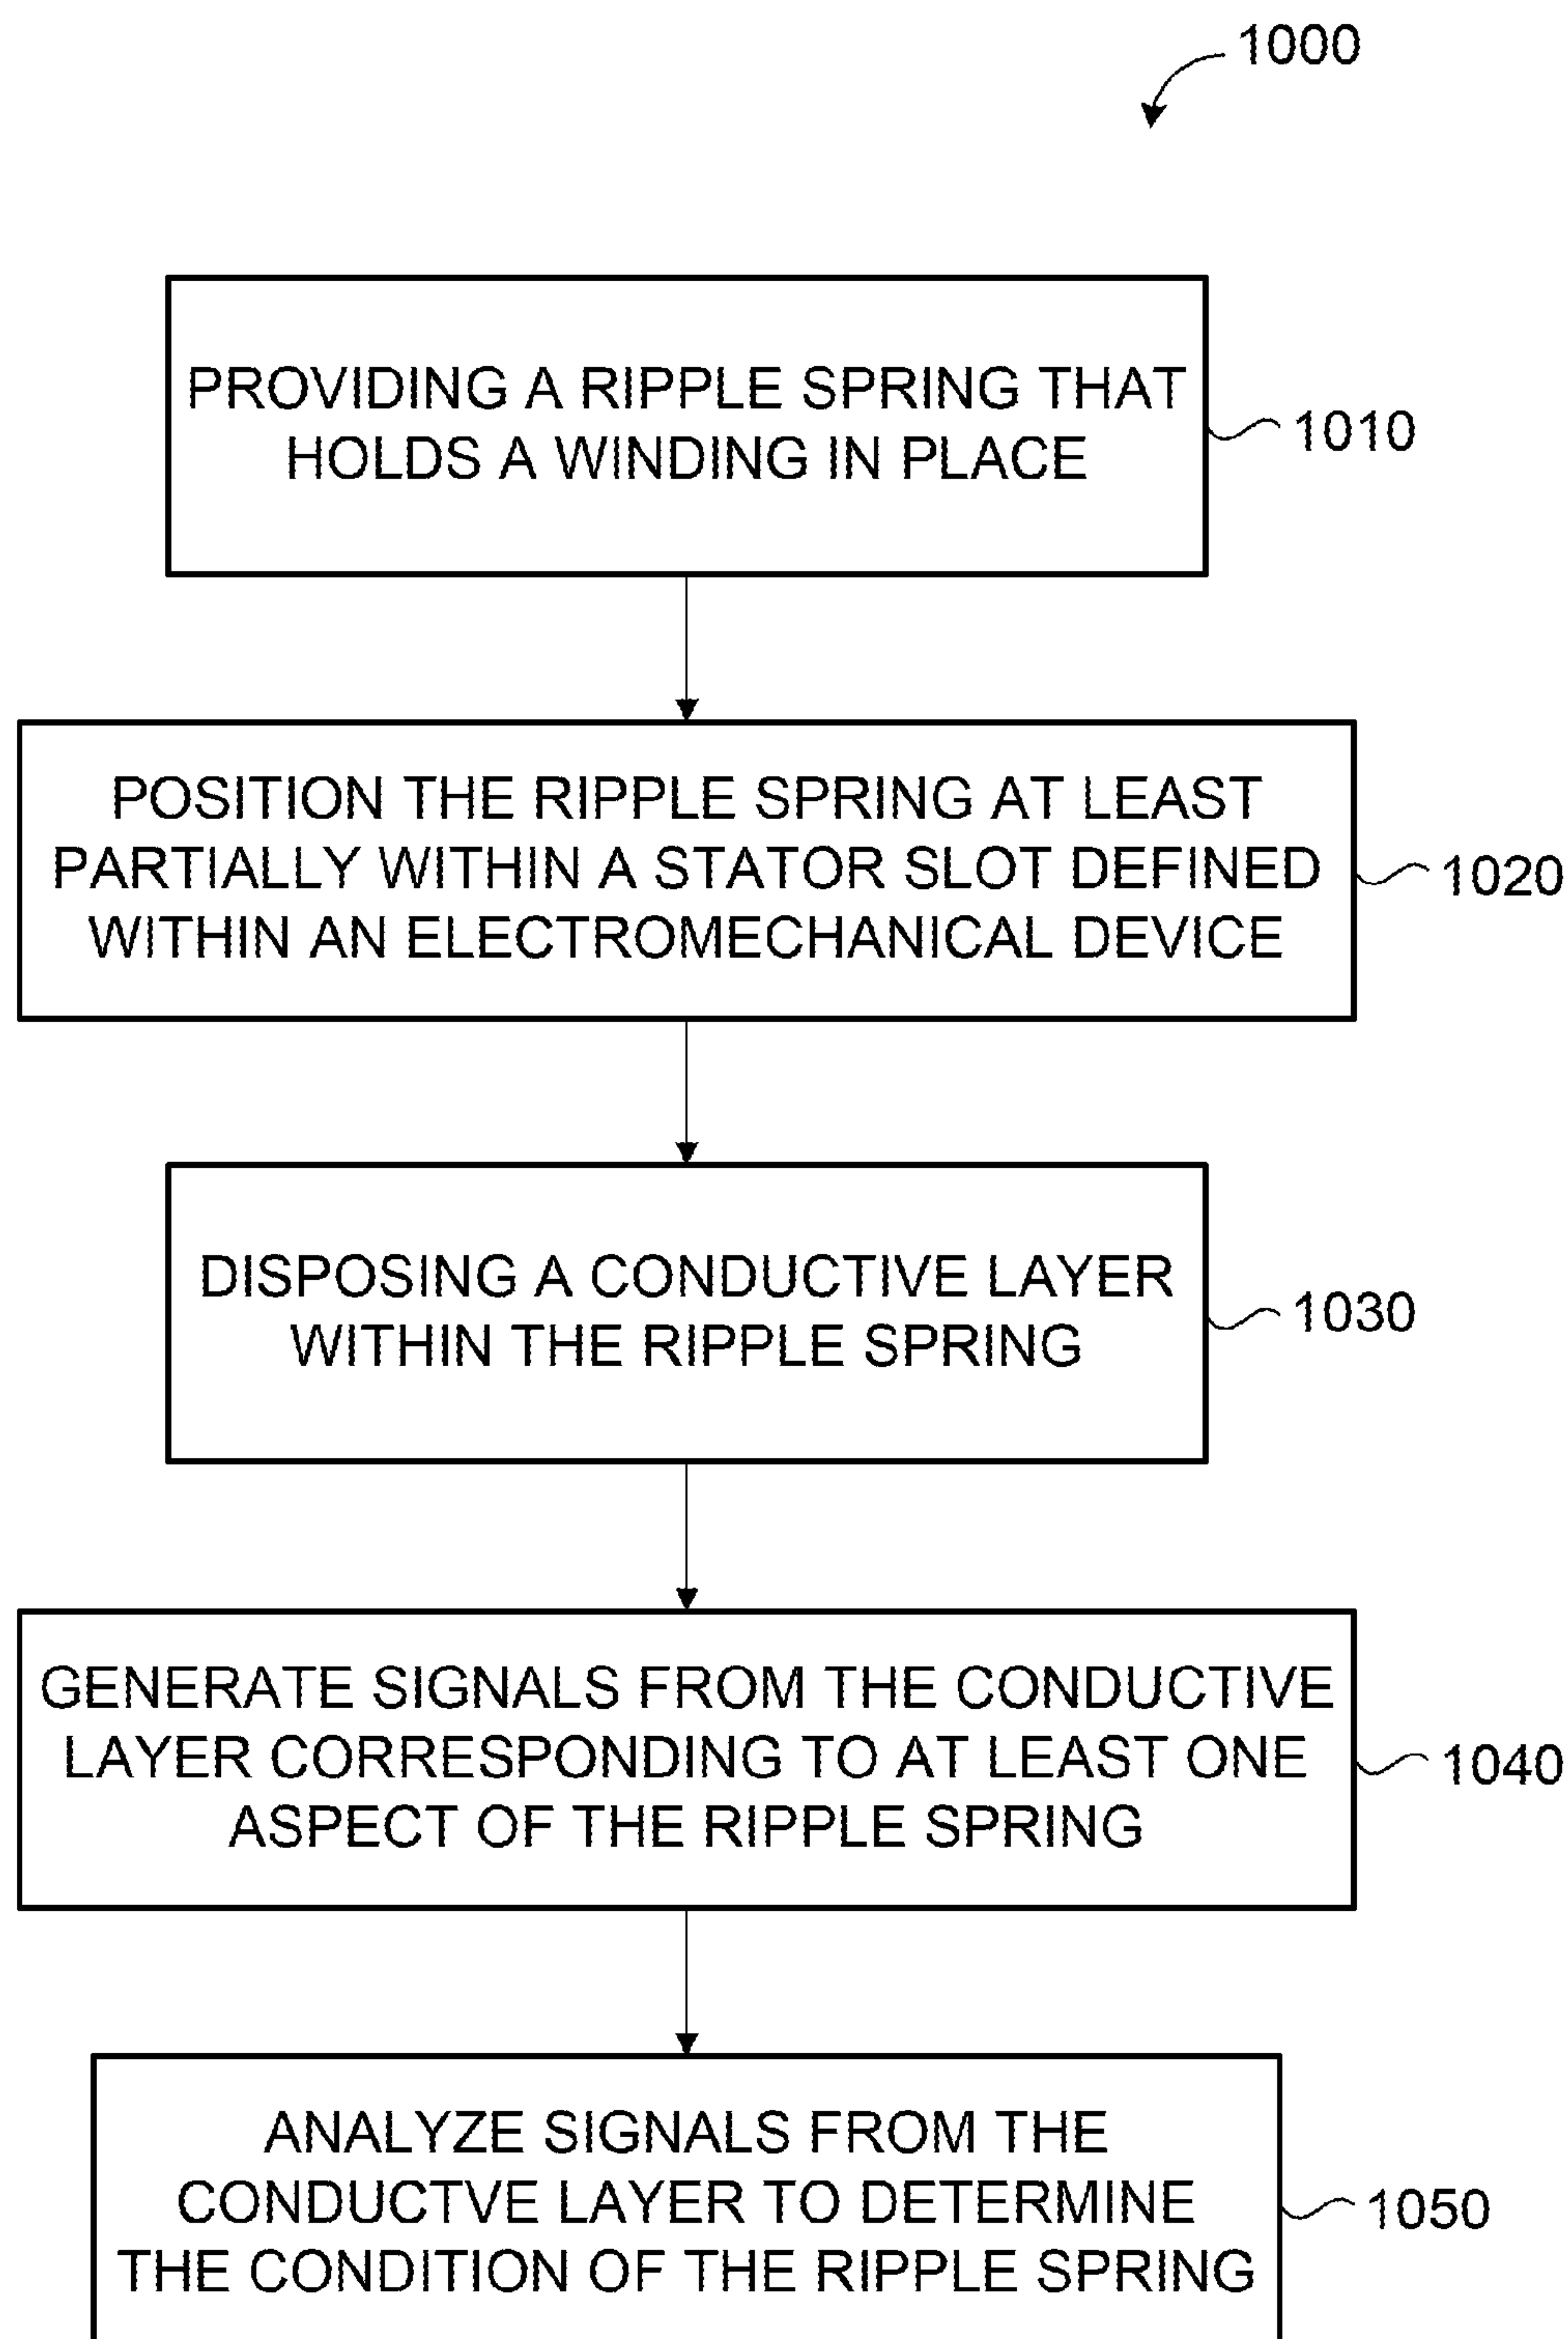 1000
PROVIDING A RIPPLE SPRING THAT
HOLDS A WINDING IN PLACE
1010
POSITION THE RIPPLE SPRING AT LEAST
PARTIALLY WITHIN A STATOR SLOT DEFINED
WITHIN AN ELECTROMECHANICAL DEVICE
1020
DISPOSING A CONDUCTIVE LAYER
WITHIN THE RIPPLE SPRING
1030
GENERATE SIGNALS FROM THE CONDUCTIVE
LAYER CORRESPONDING TO AT LEAST ONE
ASPECT OF THE RIPPLE SPRING
1040
ANALYZE SIGNALS FROM THE
CONDUCTVE LAYER TO DETERMINE
THE CONDITION OF THE RIPPLE SPRING
1050